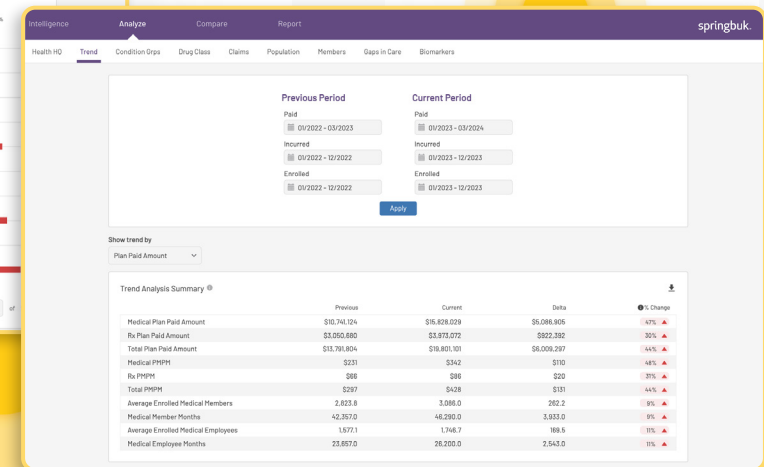 Intelligence Analyze Compare Report springbuk.
Health HQ Trend Condition Grps Drug Class Claims Population Members Gaps in Care Biomarkers
Previous Period Current Period
Paid Paid
01/2022 - 03/2023 01/2023 - 03/2024
Incurred Incurred
01/2022 - 12/2022 01/2023 - 12/2023
Enrolled Enrolled
01/2022 - 12/2022 01/2023 - 12/2023
Apply
Show trend by
Plan Paid Amount
of
Trend Analysis Summary
Previous Current Delta % Change
Medical Plan Paid Amount $10,741,124 $15,828,029 $5,086,905 47%
Rx Plan Paid Amount $3,050,680 $3,973,072 $922,392 30%
Total Plan Paid Amount $13,791,804 $19,801,101 $6,009,297 44%
Medical PMPM $231 $342 $110 48%
Rx PMPM $66 $86 $20 31%
Total PMPM $297 $428 $131 44%
Average Enrolled Medical Members 2,823.8 3,086.0 262.2 9%
Medical Member Months 42,357.0 46,290.0 3,933.0 9%
Average Enrolled Medical Employees 1,577.1 1,746.7 169.5 11%
Medical Employee Months 23,657.0 26,200.0 2,543.0 11%